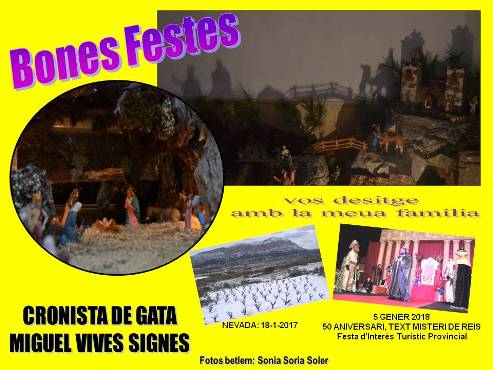 Bones Festes
vos desitge
amb la meua família
NEVADA: 18-1-2017
5 GENER 2018
50 ANIVERSARI, TEXT MISTERI DE REIS
Festa d'Interés Turístic Provincial
CRONISTA DE GATA
MIGUEL VIVES SIGNES
Fotos betlem: Sonia Soria Soler